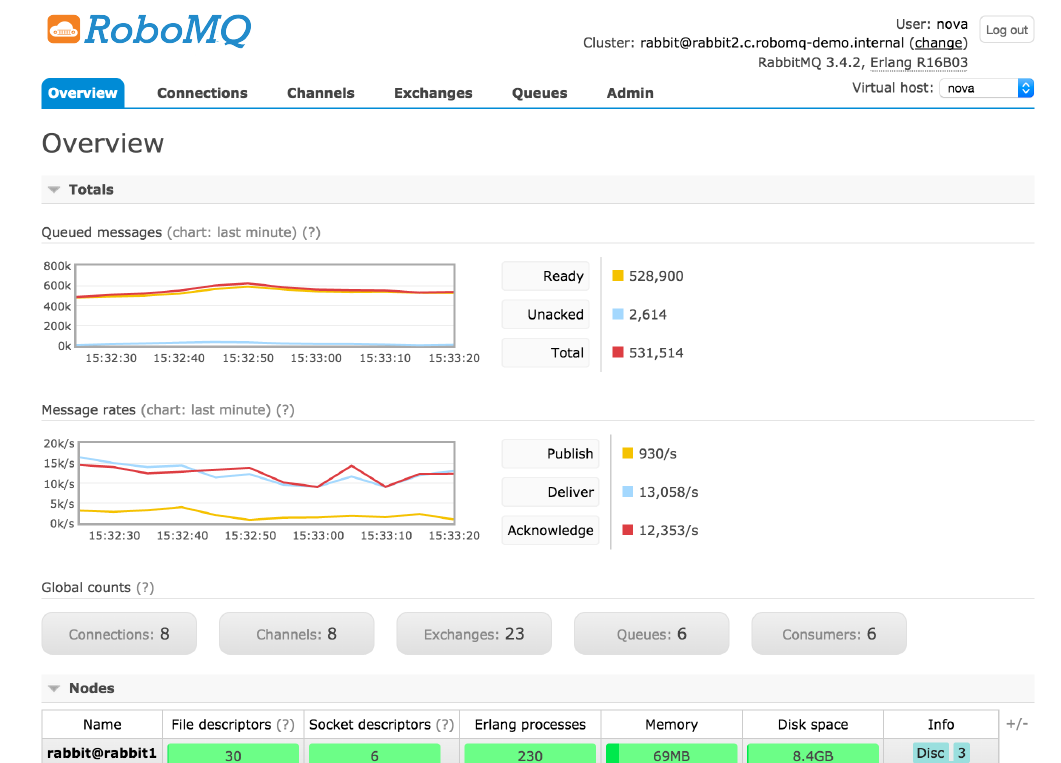 RoboMQ
User: nova
Log out
Cluster: rabbit@rabbit2.c.robomq-demo.internal (change)
RabbitMQ 3.4.2, Erlang R16B03
Overview Connections Channels Exchanges Queues Admin
Virtual host: nova
Overview
Totals
Queued messages (chart: last minute) (?)
800k
600k
400k
200k
0k
15:32:30 15:32:40 15:32:50 15:33:00 15:33:10 15:33:20
Ready 528,900
Unacked 2,614
Total 531,514
Message rates (chart: last minute) (?)
20k/s
15k/s
10k/s
5k/s
0k/s
15:32:30 15:32:40 15:32:50 15:33:00 15:33:10 15:33:20
Publish 930/s
Deliver 13,058/s
Acknowledge 12,353/s
Global counts (?)
Connections: 8 Channels: 8 Exchanges: 23 Queues: 6 Consumers: 6
Nodes
Name File descriptors (?) Socket descriptors (?) Erlang processes Memory Disk space Info +/-
rabbit@rabbit1 30 6 230 69MB 8.4GB Disc 3